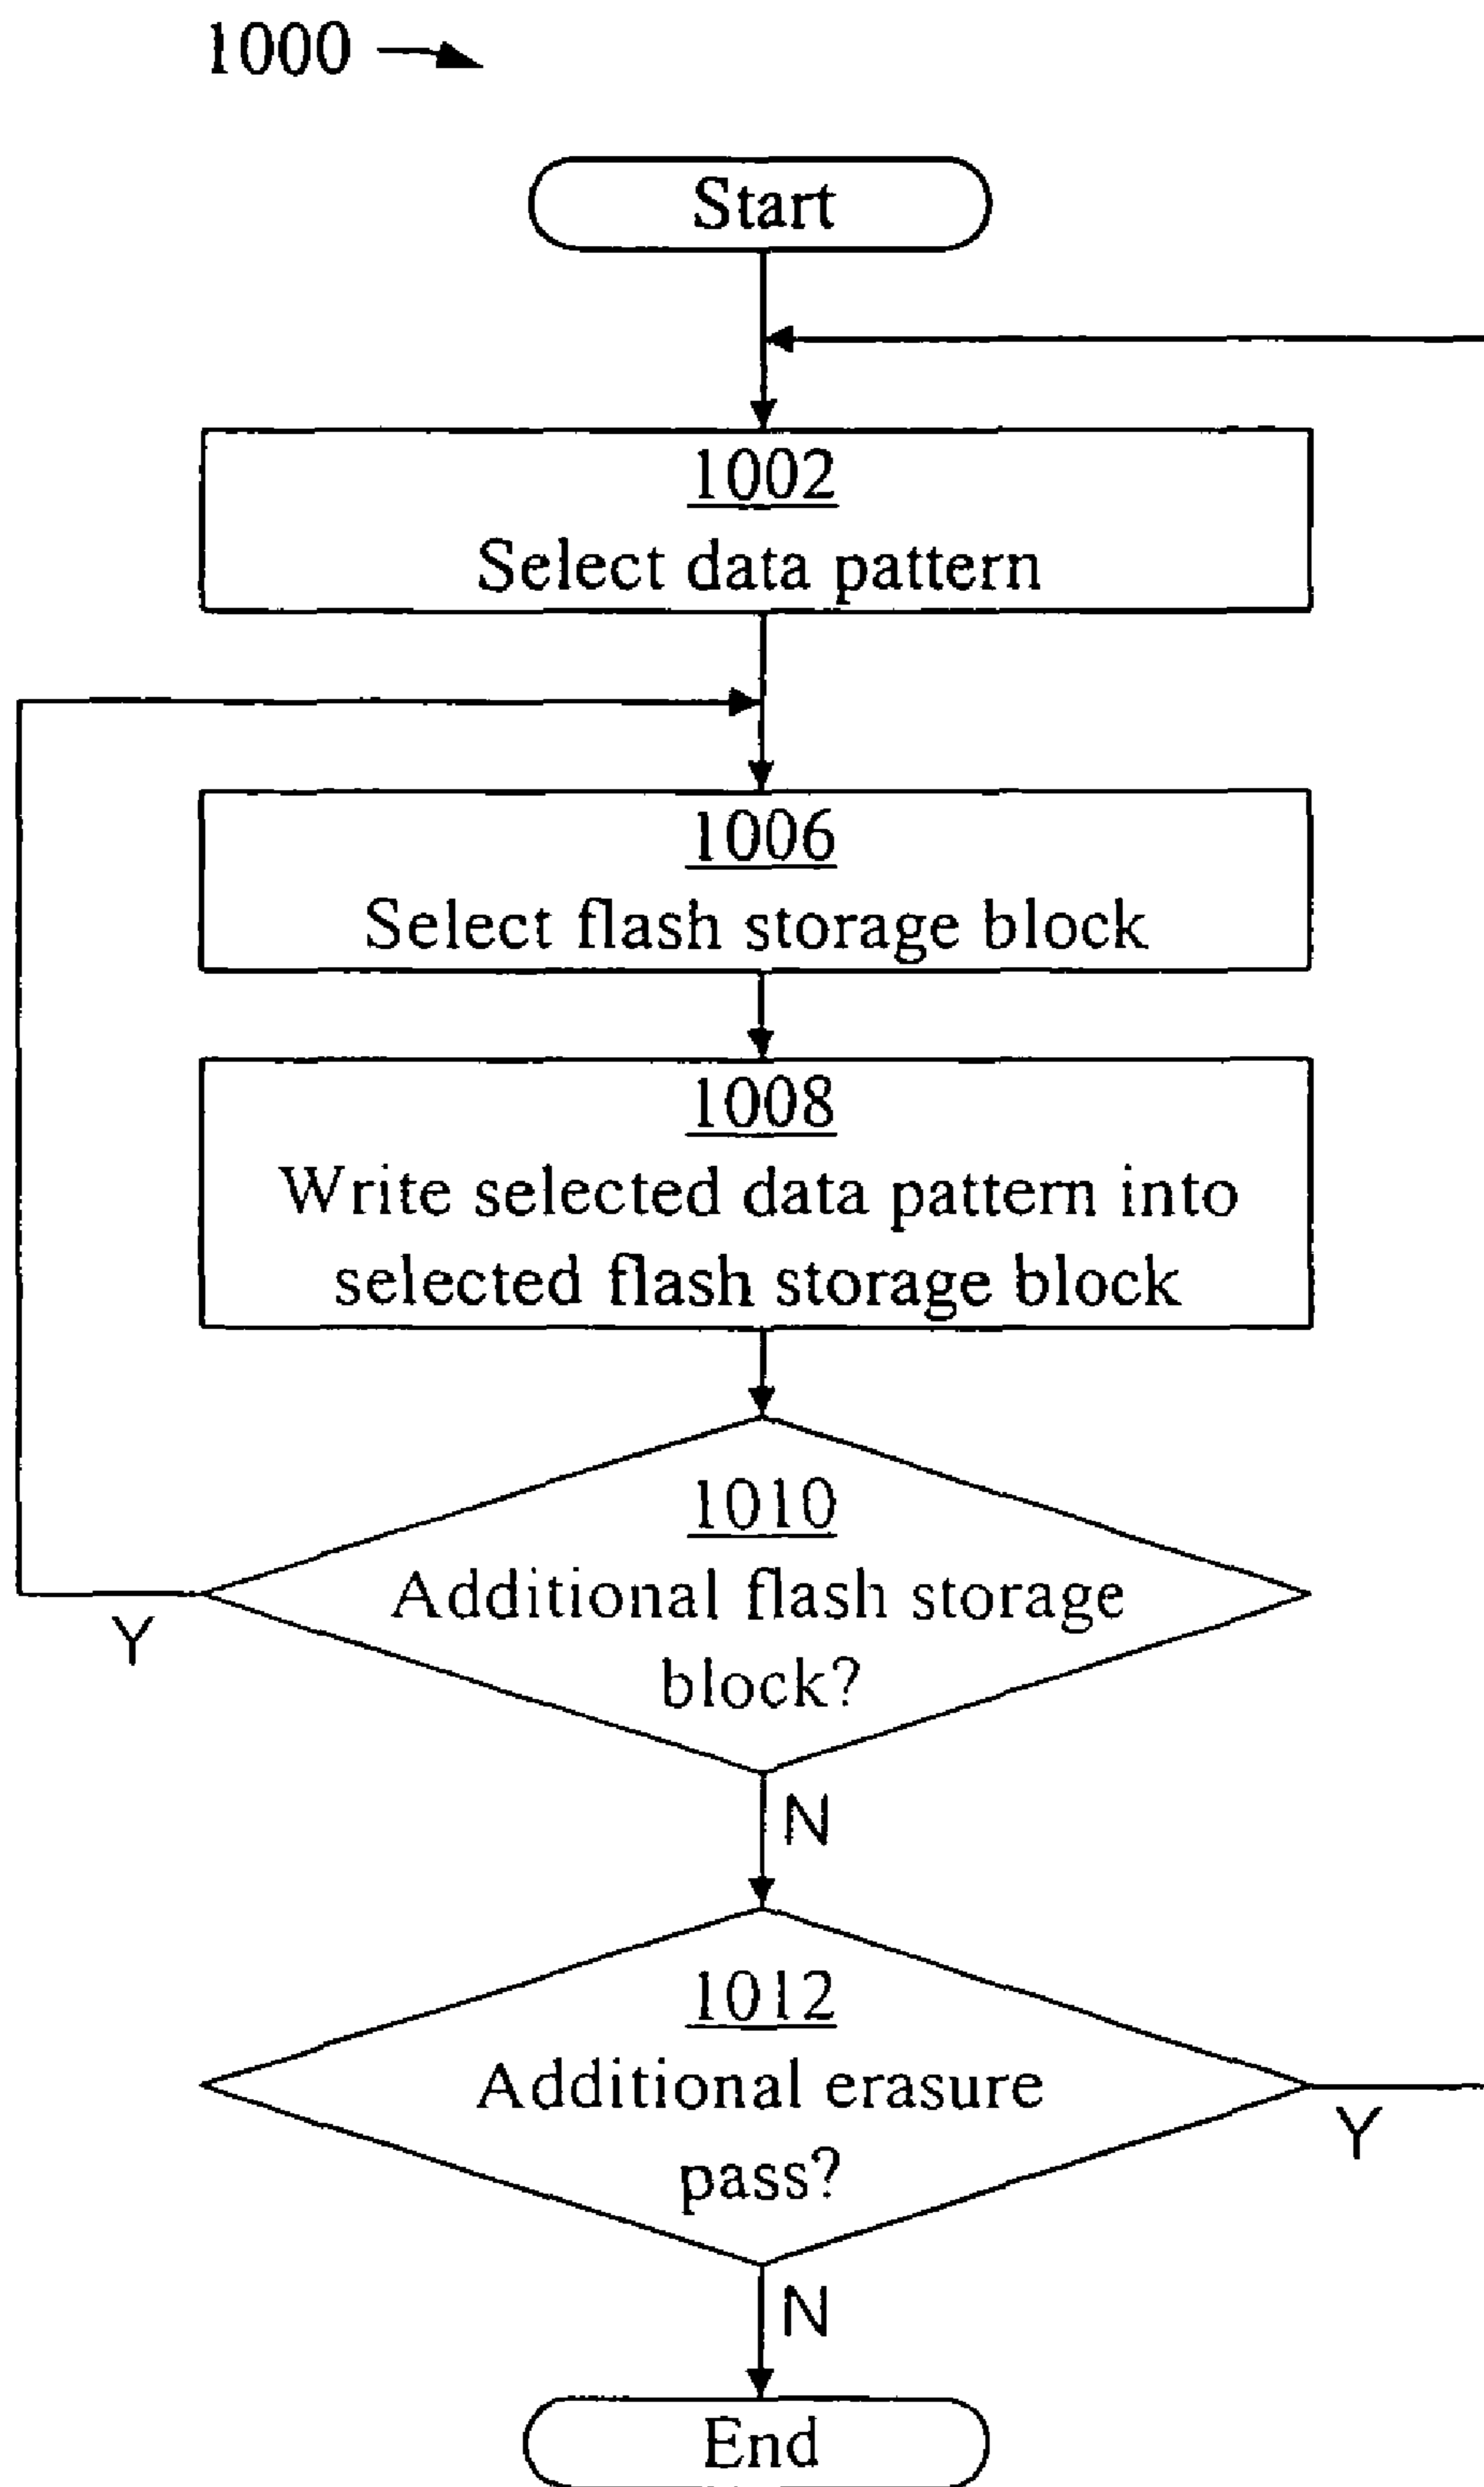 1000
Start
1002
Select data pattern
1006
Select flash storage block
1008
Write selected data pattern into
selected flash storage block
1010
Additional flash storage
block?
Y
N
1012
Additional erasure
pass?
Y
N
End